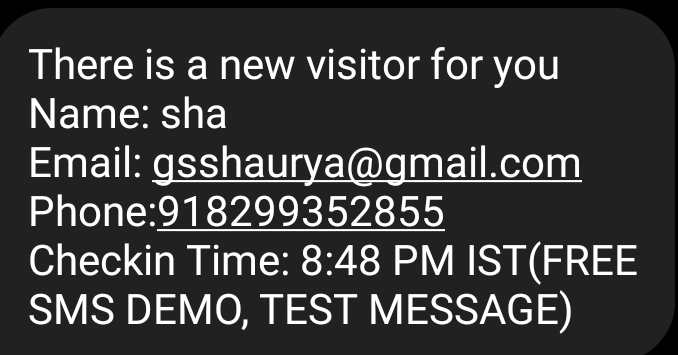 There is a new visitor for you
Name: sha
Email: gsshaurya@gmail.com
Phone:918299352855
Checkin Time: 8:48 PM IST(FREE
SMS DEMO, TEST MESSAGE)